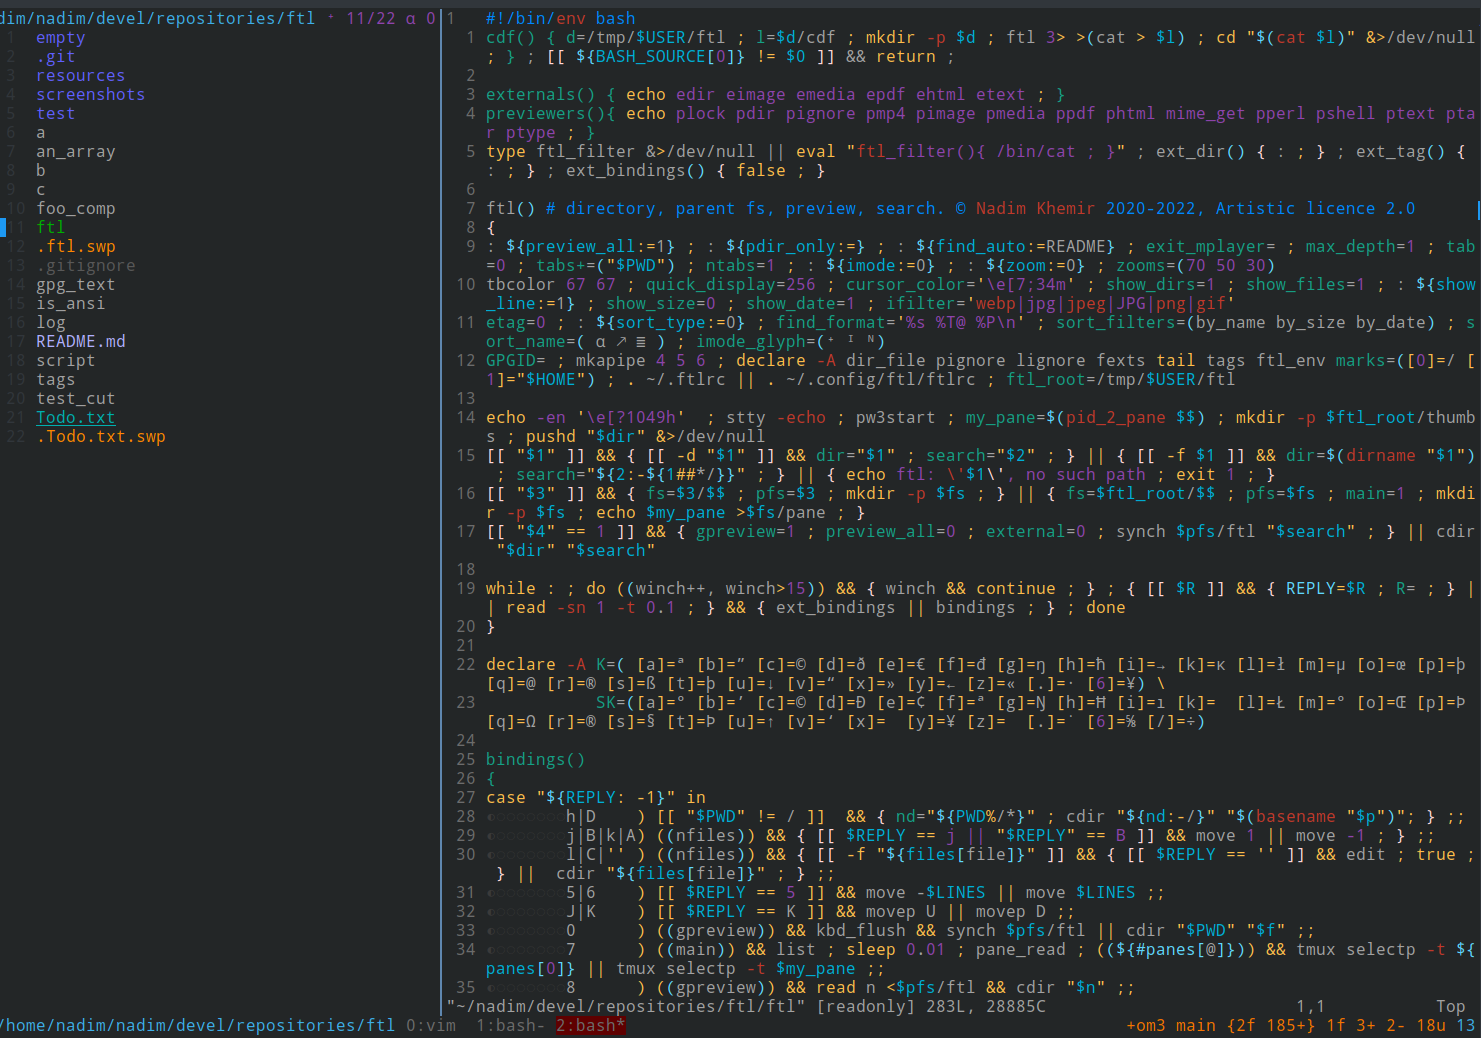 dim/nadim/devel/repositories/ftl ⁺ 11/22 α 0
1 empty
2 .git
3 resources
4 screenshots
5 test
6 a
7 an_array
8 b
9 c
10 foo_comp
11 ftl
12 .ftl.swp
13 .gitignore
14 gpg_text
15 is_ansi
16 log
17 README.md
18 script
19 tags
20 test_cut
21 Todo.txt
22 .Todo.txt.swp
1   #!/bin/env bash
1 cdf() { d=/tmp/$USER/ftl ; l=$d/cdf ; mkdir -p $d ; ftl 3> >(cat > $l) ; cd "$(cat $l)" &>/dev/null
; } ; [[ ${BASH_SOURCE[0]} != $0 ]] && return ;
2
3 externals() { echo edir eimage emedia epdf ehtml etext ; }
4 previewers(){ echo plock pdir pignore pmp4 pimage pmedia ppdf phtml mime_get pperl pshell ptext pta
r ptype ; }
5 type ftl_filter &>/dev/null || eval "ftl_filter(){ /bin/cat ; }" ; ext_dir() { : ; } ; ext_tag() {
: ; } ; ext_bindings() { false ; }
6
7 ftl() # directory, parent fs, preview, search. © Nadim Khemir 2020-2022, Artistic licence 2.0
8 {
9 : ${preview_all:=1} ; : ${pdir_only:=} ; : ${find_auto:=README} ; exit_mplayer= ; max_depth=1 ; tab
=0 ; tabs+=("$PWD") ; ntabs=1 ; : ${imode:=0} ; : ${zoom:=0} ; zooms=(70 50 30)
10 tbcolor 67 67 ; quick_display=256 ; cursor_color='\e[7;34m' ; show_dirs=1 ; show_files=1 ; : ${show
_line:=1} ; show_size=0 ; show_date=1 ; ifilter='webp|jpg|jpeg|JPG|png|gif'
11 etag=0 ; : ${sort_type:=0} ; find_format='%s %T@ %P\n' ; sort_filters=(by_name by_size by_date) ; s
ort_name=( α ↗ ≣ ) ; imode_glyph=(⁺ ᴵ ᴺ)
12 GPGID= ; mkapipe 4 5 6 ; declare -A dir_file pignore lignore fexts tail tags ftl_env marks=([0]=/ [
1]="$HOME") ; . ~/.ftlrc || . ~/.config/ftl/ftlrc ; ftl_root=/tmp/$USER/ftl
13
14 echo -en '\e[?1049h'  ; stty -echo ; pw3start ; my_pane=$(pid_2_pane $$) ; mkdir -p $ftl_root/thumb
s ; pushd "$dir" &>/dev/null
15 [[ "$1" ]] && { [[ -d "$1" ]] && dir="$1" ; search="$2" ; } || { [[ -f $1 ]] && dir=$(dirname "$1")
; search="${2:-${1##*/}}" ; } || { echo ftl: \'$1\', no such path ; exit 1 ; }
16 [[ "$3" ]] && { fs=$3/$$ ; pfs=$3 ; mkdir -p $fs ; } || { fs=$ftl_root/$$ ; pfs=$fs ; main=1 ; mkdi
r -p $fs ; echo $my_pane >$fs/pane ; }
17 [[ "$4" == 1 ]] && { gpreview=1 ; preview_all=0 ; external=0 ; synch $pfs/ftl "$search" ; } || cdir
"$dir" "$search"
18
19 while : ; do ((winch++, winch>15)) && { winch && continue ; } ; { [[ $R ]] && { REPLY=$R ; R= ; } |
| read -sn 1 -t 0.1 ; } && { ext_bindings || bindings ; } ; done
20 }
21
22 declare -A K=( [a]=ª [b]=” [c]=© [d]=ð [e]=€ [f]=đ [g]=ŋ [h]=ħ [i]=→ [k]=ĸ [l]=ł [m]=µ [o]=œ [p]=þ
[q]=@ [r]=® [s]=ß [t]=þ [u]=↓ [v]=“ [x]=» [y]=← [z]=« [.]=· [6]=¥) \
23            SK=([a]=º [b]=’ [c]=© [d]=Ð [e]=¢ [f]=ª [g]=Ŋ [h]=Ħ [i]=ı [k]=  [l]=Ł [m]=º [o]=Œ [p]=Þ
[q]=Ω [r]=® [s]=§ [t]=Þ [u]=↑ [v]=‘ [x]=  [y]=¥ [z]=  [.]=˙ [6]=⅝ [/]=÷)
24
25 bindings()
26 {
27 case "${REPLY: -1}" in
28         h|D    ) [[ "$PWD" != / ]]  && { nd="${PWD%/*}" ; cdir "${nd:-/}" "$(basename "$p")"; } ;;
29         j|B|k|A) ((nfiles)) && { [[ $REPLY == j || "$REPLY" == B ]] && move 1 || move -1 ; } ;;
30         l|C|'' ) ((nfiles)) && { [[ -f "${files[file]}" ]] && { [[ $REPLY == '' ]] && edit ; true ;
} ||  cdir "${files[file]}" ; } ;;
31         5|6    ) [[ $REPLY == 5 ]] && move -$LINES || move $LINES ;;
32         J|K    ) [[ $REPLY == K ]] && movep U || movep D ;;
33         0      ) ((gpreview)) && kbd_flush && synch $pfs/ftl || cdir "$PWD" "$f" ;;
34         7      ) ((main)) && list ; sleep 0.01 ; pane_read ; ((${#panes[@]})) && tmux selectp -t ${
panes[0]} || tmux selectp -t $my_pane ;;
35         8      ) ((gpreview)) && read n <$pfs/ftl && cdir "$n" ;;
"~/nadim/devel/repositories/ftl/ftl" [readonly] 283L, 28885C 1,1 Top
/home/nadim/nadim/devel/repositories/ftl 0:vim  1:bash- 2:bash* +om3 main {2f 185+} 1f 3+ 2- 18u 13